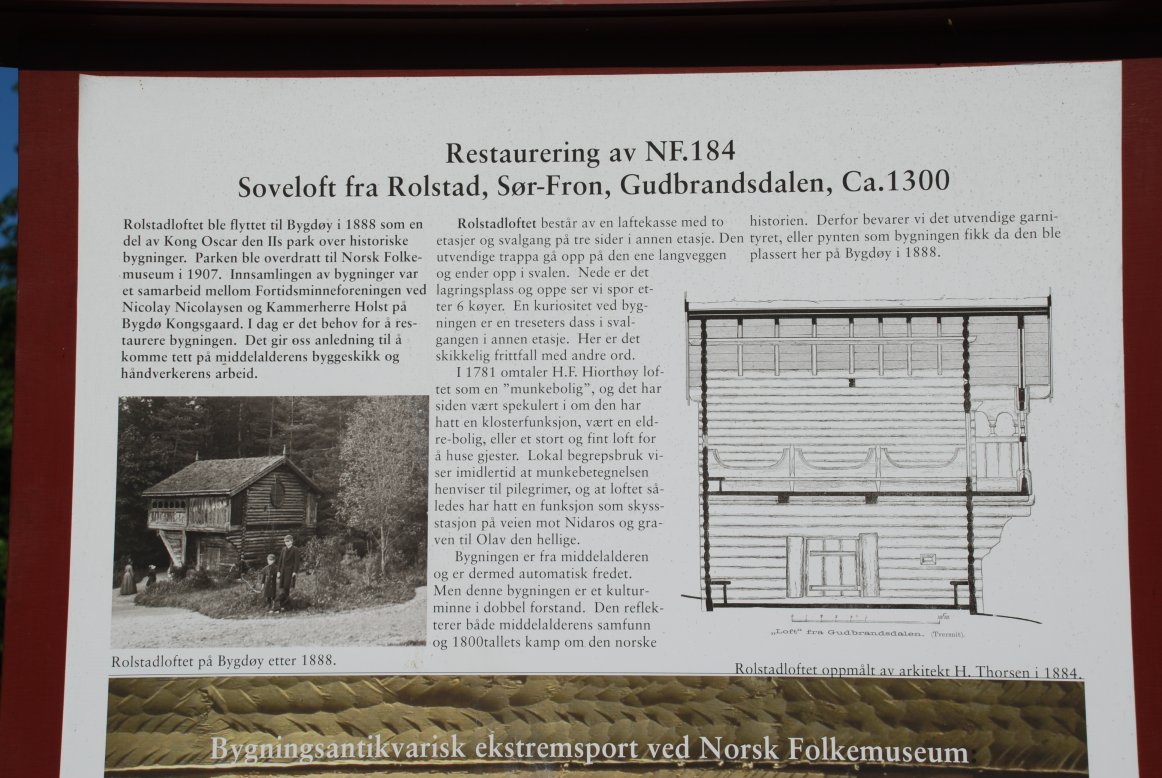 Restaurering av NF.184
Soveloft fra Rolstad, Sør-Fron, Gudbrandsdalen, Ca.1300
Rolstadloftet ble flyttet til Bygdøy i 1888 som en
del av Kong Oscar den IIs park over historiske
bygninger. Parken ble overdratt til Norsk Folke-
museum i 1907. Innsamlingen av bygninger var
et samarbeid mellom Fortidsminneforeningen ved
Nicolay Nicolaysen og Kammerherre Holst på
Bygdø Kongsgaard. I dag er det behov for å res-
taurere bygningen. Det gir oss anledning til å
komme tett på middelalderens byggeskikk og
håndverkerens arbeid.
Rolstadloftet på Bygdøy etter 1888.
Rolstadloftet består av en laftekasse med to
etasjer og svalgang på tre sider i annen etasje. Den
utvendige trappa gå opp på den ene langveggen
og ender opp i svalen. Nede er det
lagringsplass og oppe ser vi spor et-
ter 6 køyer. En kuriositet ved byg-
ningen er en treseters dass i sval-
gangen i annen etasje. Her er det
skikkelig frittfall med andre ord.
I 1781 omtaler H.F. Hiorthøy lof-
tet som en ”munkebolig”, og det har
siden vært spekulert i om den har
hatt en klosterfunksjon, vært en eld-
re-bolig, eller et stort og fint loft for
å huse gjester. Lokal begrepsbruk vi-
ser imidlertid at munkebetegnelsen
henviser til pilegrimer, og at loftet så-
ledes har hatt en funksjon som skyss-
stasjon på veien mot Nidaros og gra-
ven til Olav den hellige.
Bygningen er fra middelalderen
og er dermed automatisk fredet.
Men denne bygningen er et kultur-
minne i dobbel forstand. Den reflek-
terer både middelalderens samfunn
og 1800tallets kamp om den norske
historien. Derfor bevarer vi det utvendige garni-
tyret, eller pynten som bygningen fikk da den ble
plassert her på Bygdøy i 1888.
„Loft“ fra Gudbrandsdalen.
Rolstadloftet oppmålt av arkitekt H. Thorsen i 1884.
Bygningsantikvarisk ekstremsport ved Norsk Folkemuseum